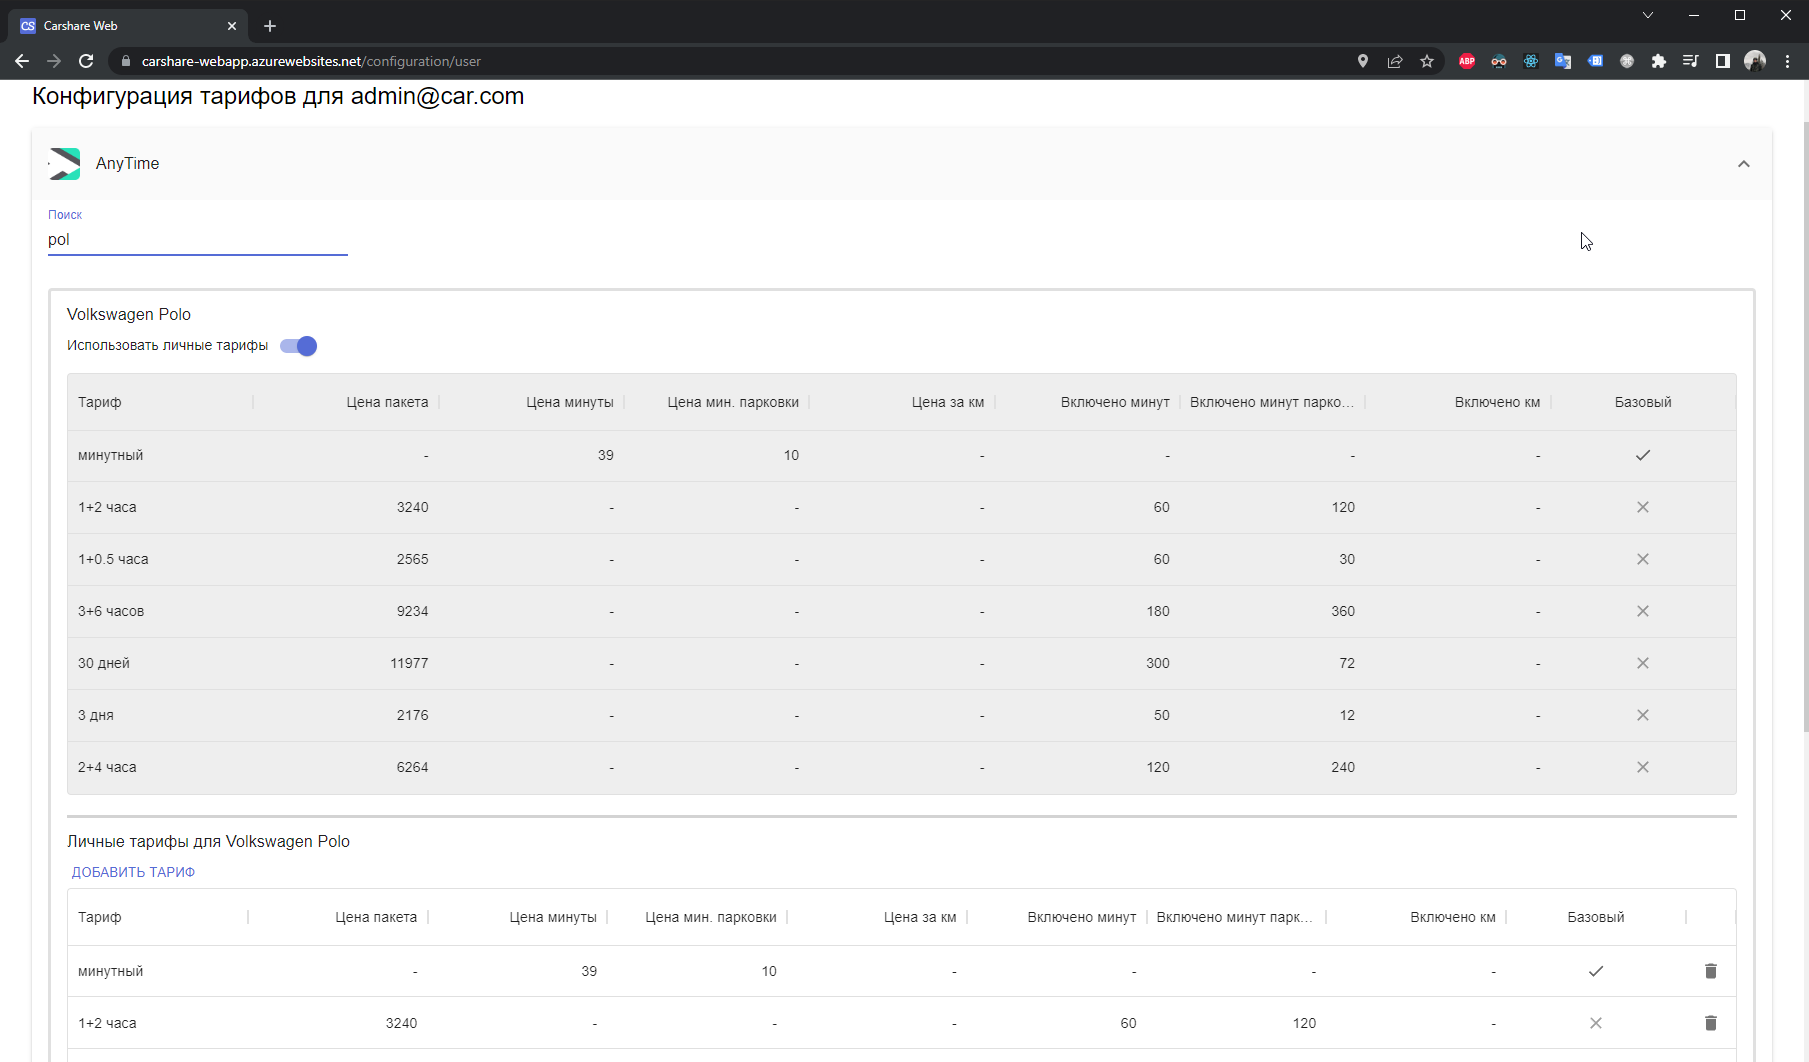 CS Carshare Web
carshare-webapp.azurewebsites.net/configuration/user
ABP
Конфигурация тарифов для admin@car.com
AnyTime
Поиск
pol
Volkswagen Polo
Использовать личные тарифы
Тариф Цена пакета Цена минуты Цена мин. парковки Цена за км Включено минут Включено минут парко... Включено км Базовый
минутный - 39 10 - - - -
1+2 часа 3240 - - - 60 120 -
1+0.5 часа 2565 - - - 60 30 -
3+6 часов 9234 - - - 180 360 -
30 дней 11977 - - - 300 72 -
3 дня 2176 - - - 50 12 -
2+4 часа 6264 - - - 120 240 -
Личные тарифы для Volkswagen Polo
ДОБАВИТЬ ТАРИФ
Тариф Цена пакета Цена минуты Цена мин. парковки Цена за км Включено минут Включено минут парк... Включено км Базовый
минутный - 39 10 - - - -
1+2 часа 3240 - - - 60 120 -